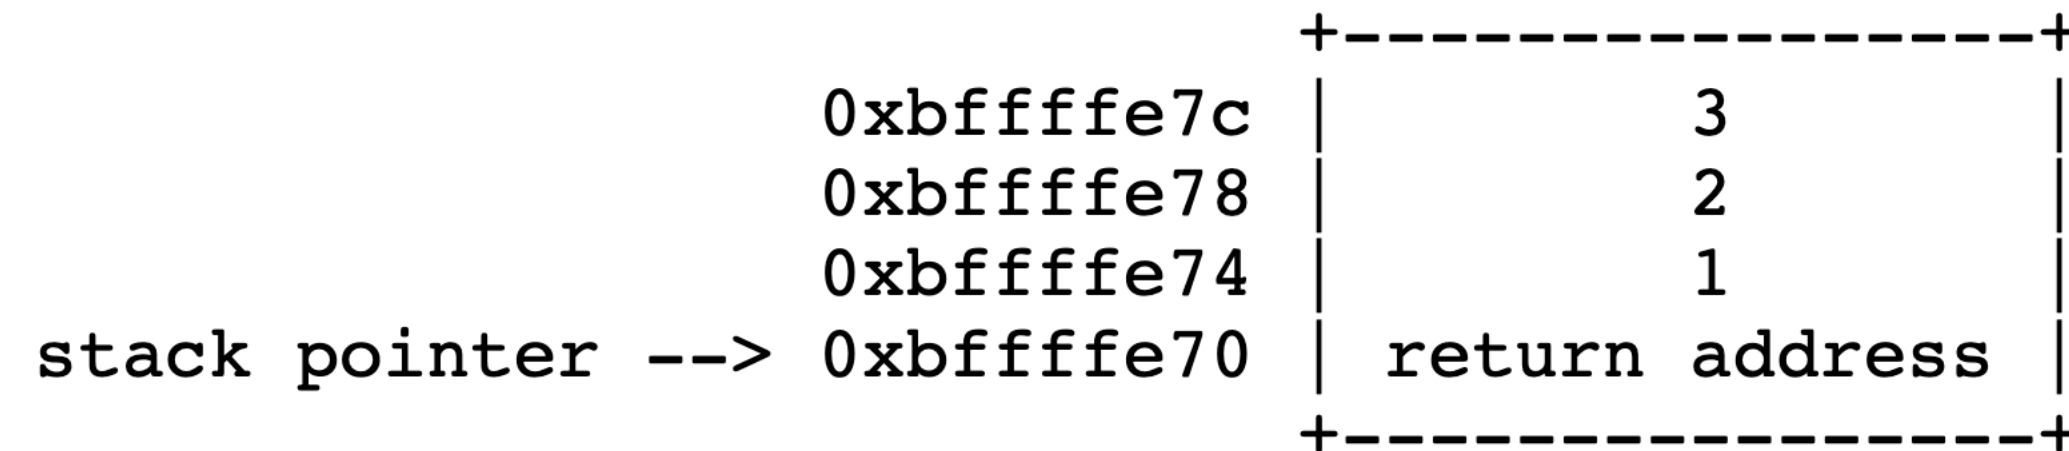 +----------------+
0xbffffe7c | 3 |
0xbffffe78 | 2 |
0xbffffe74 | 1 |
stack pointer --> 0xbffffe70 | return address |
+----------------+